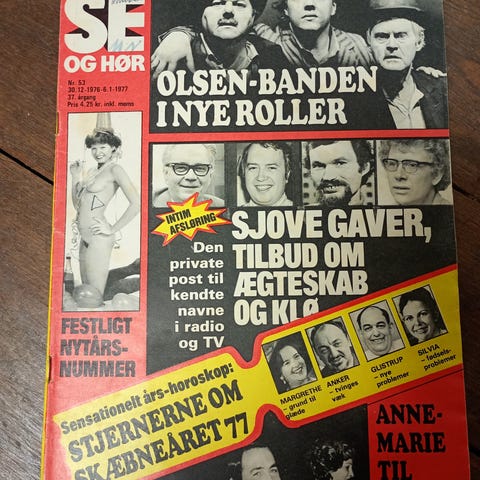 SE
OG HØR
Nr. 53
30.12-1976-6.1-1977
37. årgang
Pris 4.25 kr. inkl. moms
OLSEN-BANDEN
I NYE ROLLER
INTIM
AFSLØRING
Den
private
post til
kendte
navne
i radio
og TV
SJOVE GAVER,
TILBUD OM
ÆGTESKAB
OG KLØ
FESTLIGT
NYTÅRS-
NUMMER
Sensationelt års-horoskop:
STJERNERNE OM
SKÆBNEÅRET 77
MARGRETHE
– grund til
glæde
ANKER
– tvinges
væk
GLISTRUP
– nye
problemer
SILVIA
– fødsels-
problemer
ANNE-
MARIE
TIL